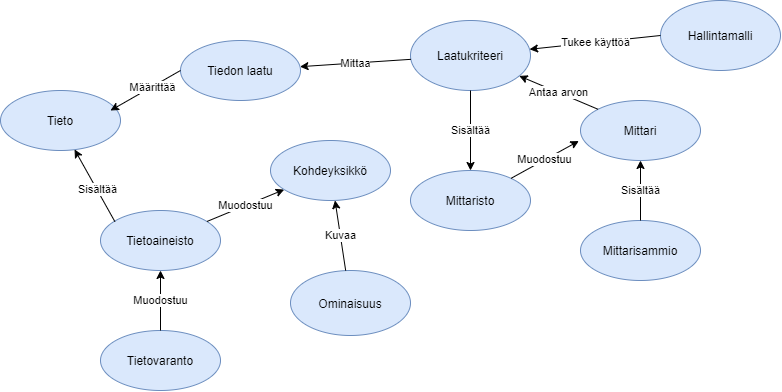 Hallintamalli
Tukee käyttöä
Laatukriteeri
Mittaa
Tiedon laatu
Määrittää
Tieto
Antaa arvon
Sisältää
Mittari
Muodostuu
Kohdeyksikkö
Sisältää
Sisältää
Mittaristo
Muodostuu
Kuvaa
Tietoaineisto
Mittarisammio
Muodostuu
Ominaisuus
Tietovaranto